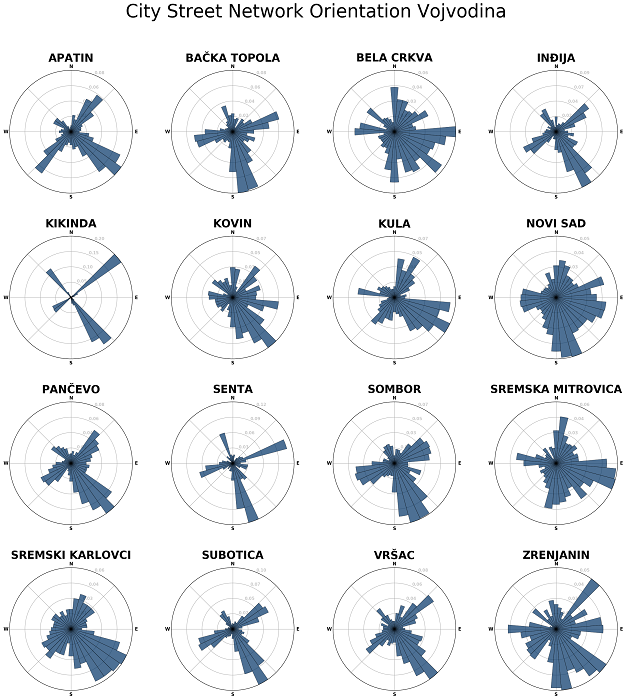 City Street Network Orientation Vojvodina
APATIN BAČKA TOPOLA BELA CRKVA INĐIJA
N N N N
W E W E W E W E
S S S S
KIKINDA KOVIN KULA NOVI SAD
N N N N
W E W E W E W E
S S S S
PANČEVO SENTA SOMBOR SREMSKA MITROVICA
N N N N
W E W E W E W E
S S S S
SREMSKI KARLOVCI SUBOTICA VRŠAC ZRENJANIN
N N N N
W E W E W E W E
S S S S